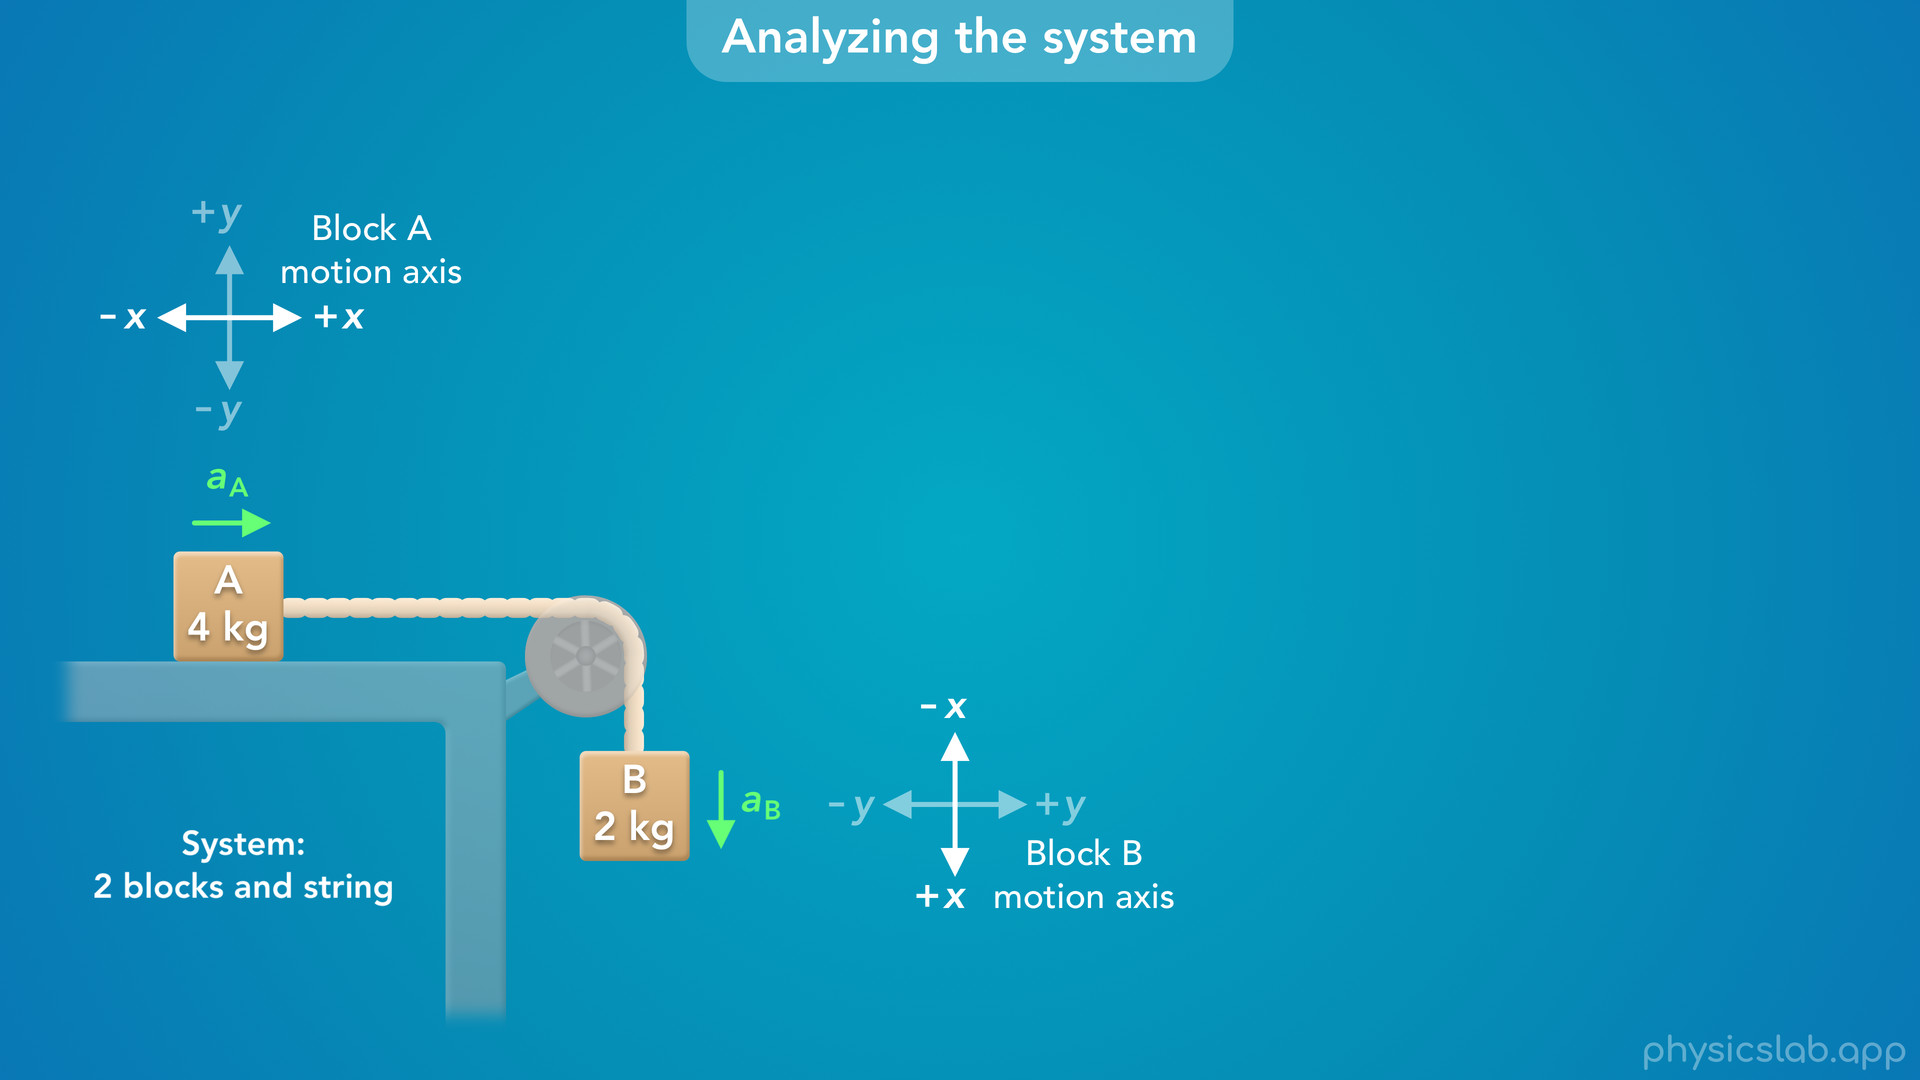 Analyzing the system
+y
Block A
motion axis
-x
+x
-y
aA
A
4 kg
B
2 kg
aB
-x
-y
+y
Block B
+x
motion axis
System:
2 blocks and string
physicslab.app